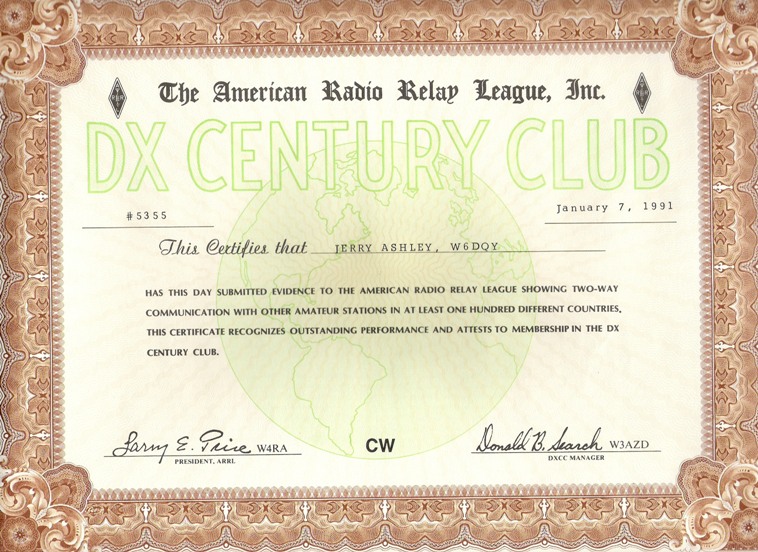 The American Radio Relay League, Inc.
DX CENTURY CLUB
#5355
January 7, 1991
This Certifies that JERRY ASHLEY, W6DQY
HAS THIS DAY SUBMITTED EVIDENCE TO THE AMERICAN RADIO RELAY LEAGUE SHOWING TWO-WAY
COMMUNICATION WITH OTHER AMATEUR STATIONS IN AT LEAST ONE HUNDRED DIFFERENT COUNTRIES.
THIS CERTIFICATE RECOGNIZES OUTSTANDING PERFORMANCE AND ATTESTS TO MEMBERSHIP IN THE DX
CENTURY CLUB.
Larry E. Price W4RA
PRESIDENT, ARRL
CW
Donald B. Search W3AZD
DXCC MANAGER